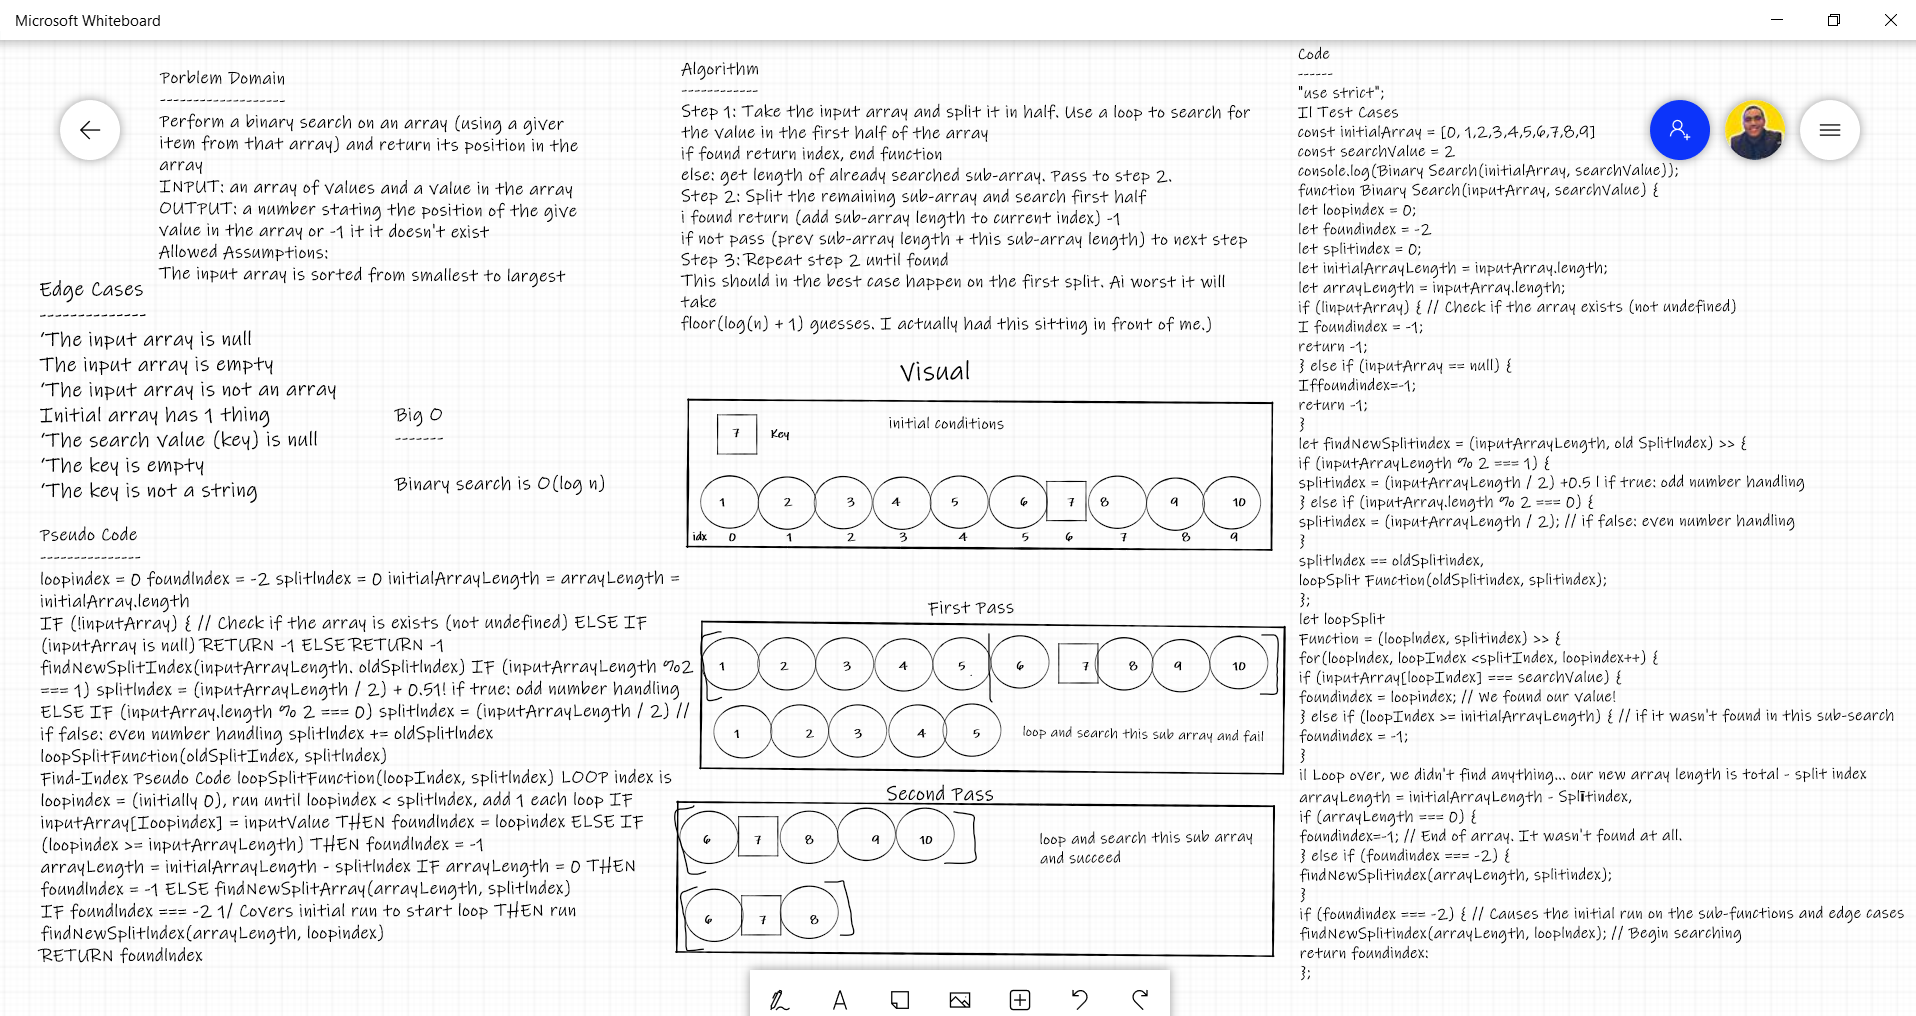 Microsoft Whiteboard
Porblem Domain
-------------------
Perform a binary search on an array (using a giver
item from that array) and return its position in the
array
INPUT: an array of values and a value in the array
OUTPUT: a number stating the position of the give
value in the array or -1 it it doesn't exist
Allowed Assumptions:
The input array is sorted from smallest to largest
Edge Cases
--------------
'The input array is null
The input array is empty
'The input array is not an array
Initial array has 1 thing
'The search value (key) is null
'The key is empty
'The key is not a string
Big O
-------
Binary search is O(log n)
Pseudo Code
---------------
loopindex = 0 foundIndex = -2 splitIndex = 0 initialArrayLength = arrayLength =
initialArray.length
IF (!inputArray) { // Check if the array is exists (not undefined) ELSE IF
(inputArray is null) RETURN -1 ELSE RETURN -1
findNewSplitIndex(inputArrayLength. oldSplitIndex) IF (inputArrayLength %2
=== 1) splitIndex = (inputArrayLength / 2) + 0.51! if true: odd number handling
ELSE IF (inputArray.length % 2 === 0) splitIndex = (inputArrayLength / 2) //
if false: even number handling splitIndex += oldSplitIndex
loopSplitFunction(oldSplitIndex, splitIndex)
Find-Index Pseudo Code loopSplitFunction(loopIndex, splitIndex) LOOP index is
loopindex = (initially 0), run until loopindex < splitIndex, add 1 each loop IF
inputArray[Ioopindex] = inputValue THEN foundIndex = loopindex ELSE IF
(loopindex >= inputArrayLength) THEN foundIndex = -1
arrayLength = initialArrayLength - splitIndex IF arrayLength = 0 THEN
foundIndex = -1 ELSE findNewSplitArray(arrayLength, splitIndex)
IF foundIndex === -2 1/ Covers initial run to start loop THEN run
findNewSplitIndex(arrayLength, loopindex)
RETURN foundIndex
Algorithm
------------
Step 1: Take the input array and split it in half. Use a loop to search for
the value in the first half of the array
if found return index, end function
else: get length of already searched sub-array. Pass to step 2.
Step 2: Split the remaining sub-array and search first half
i found return (add sub-array length to current index) -1
if not pass (prev sub-array length + this sub-array length) to next step
Step 3: Repeat step 2 until found
This should in the best case happen on the first split. Ai worst it will
take
floor(log(n) + 1) guesses. I actually had this sitting in front of me.)
Visual
7 Key initial conditions
1 2 3 4 5 6 7 8 9 10
idx 0 1 2 3 4 5 6 7 8 9
First Pass
1 2 3 4 5 6 7 8 9 10
1 2 3 4 5 loop and search this sub array and fail
Second Pass
6 7 8 9 10 loop and search this sub array
and succeed
6 7 8
Code
------
"use strict";
Il Test Cases
const initialArray = [0, 1,2,3,4,5,6,7,8,9]
const searchValue = 2
console.log(Binary Search(initialArray, searchValue));
function Binary Search(inputArray, searchValue) {
let loopindex = 0;
let foundindex = -2
let splitindex = 0;
let initialArrayLength = inputArray.length;
let arrayLength = inputArray.length;
if (!inputArray) { // Check if the array exists (not undefined)
I foundindex = -1;
return -1;
} else if (inputArray == null) {
Iffoundindex=-1;
return -1;
}
let findNewSplitindex = (inputArrayLength, old SplitIndex) >> {
if (inputArrayLength % 2 === 1) {
splitindex = (inputArrayLength / 2) +0.5 l if true: odd number handling
} else if (inputArray.length % 2 === 0) {
splitindex = (inputArrayLength / 2); // if false: even number handling
}
splitIndex == oldSplitindex,
loopSplit Function(oldSplitindex, splitindex);
};
let loopSplit
Function = (loopIndex, splitindex) >> {
for(loopIndex, loopIndex <splitIndex, loopindex++) {
if (inputArray[loopIndex] === searchValue) {
foundindex = loopindex; // We found our value!
} else if (loopIndex >= initialArrayLength) { // if it wasn't found in this sub-search
foundindex = -1;
}
il Loop over, we didn't find anything... our new array length is total - split index
arrayLength = initialArrayLength - Splitindex,
if (arrayLength === 0) {
foundindex=-1; // End of array. It wasn't found at all.
} else if (foundindex === -2) {
findNewSplitindex(arrayLength, splitindex);
}
if (foundindex === -2) { // Causes the initial run on the sub-functions and edge cases
findNewSplitindex(arrayLength, loopIndex); // Begin searching
return foundindex:
};